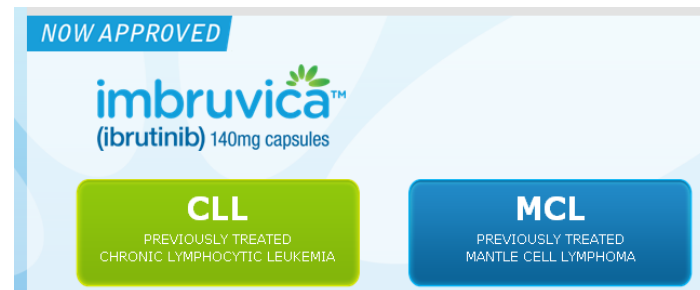 NOW APPROVED
imbruvica™
(ibrutinib) 140mg capsules
CLL
PREVIOUSLY TREATED
CHRONIC LYMPHOCYTIC LEUKEMIA
MCL
PREVIOUSLY TREATED
MANTLE CELL LYMPHOMA